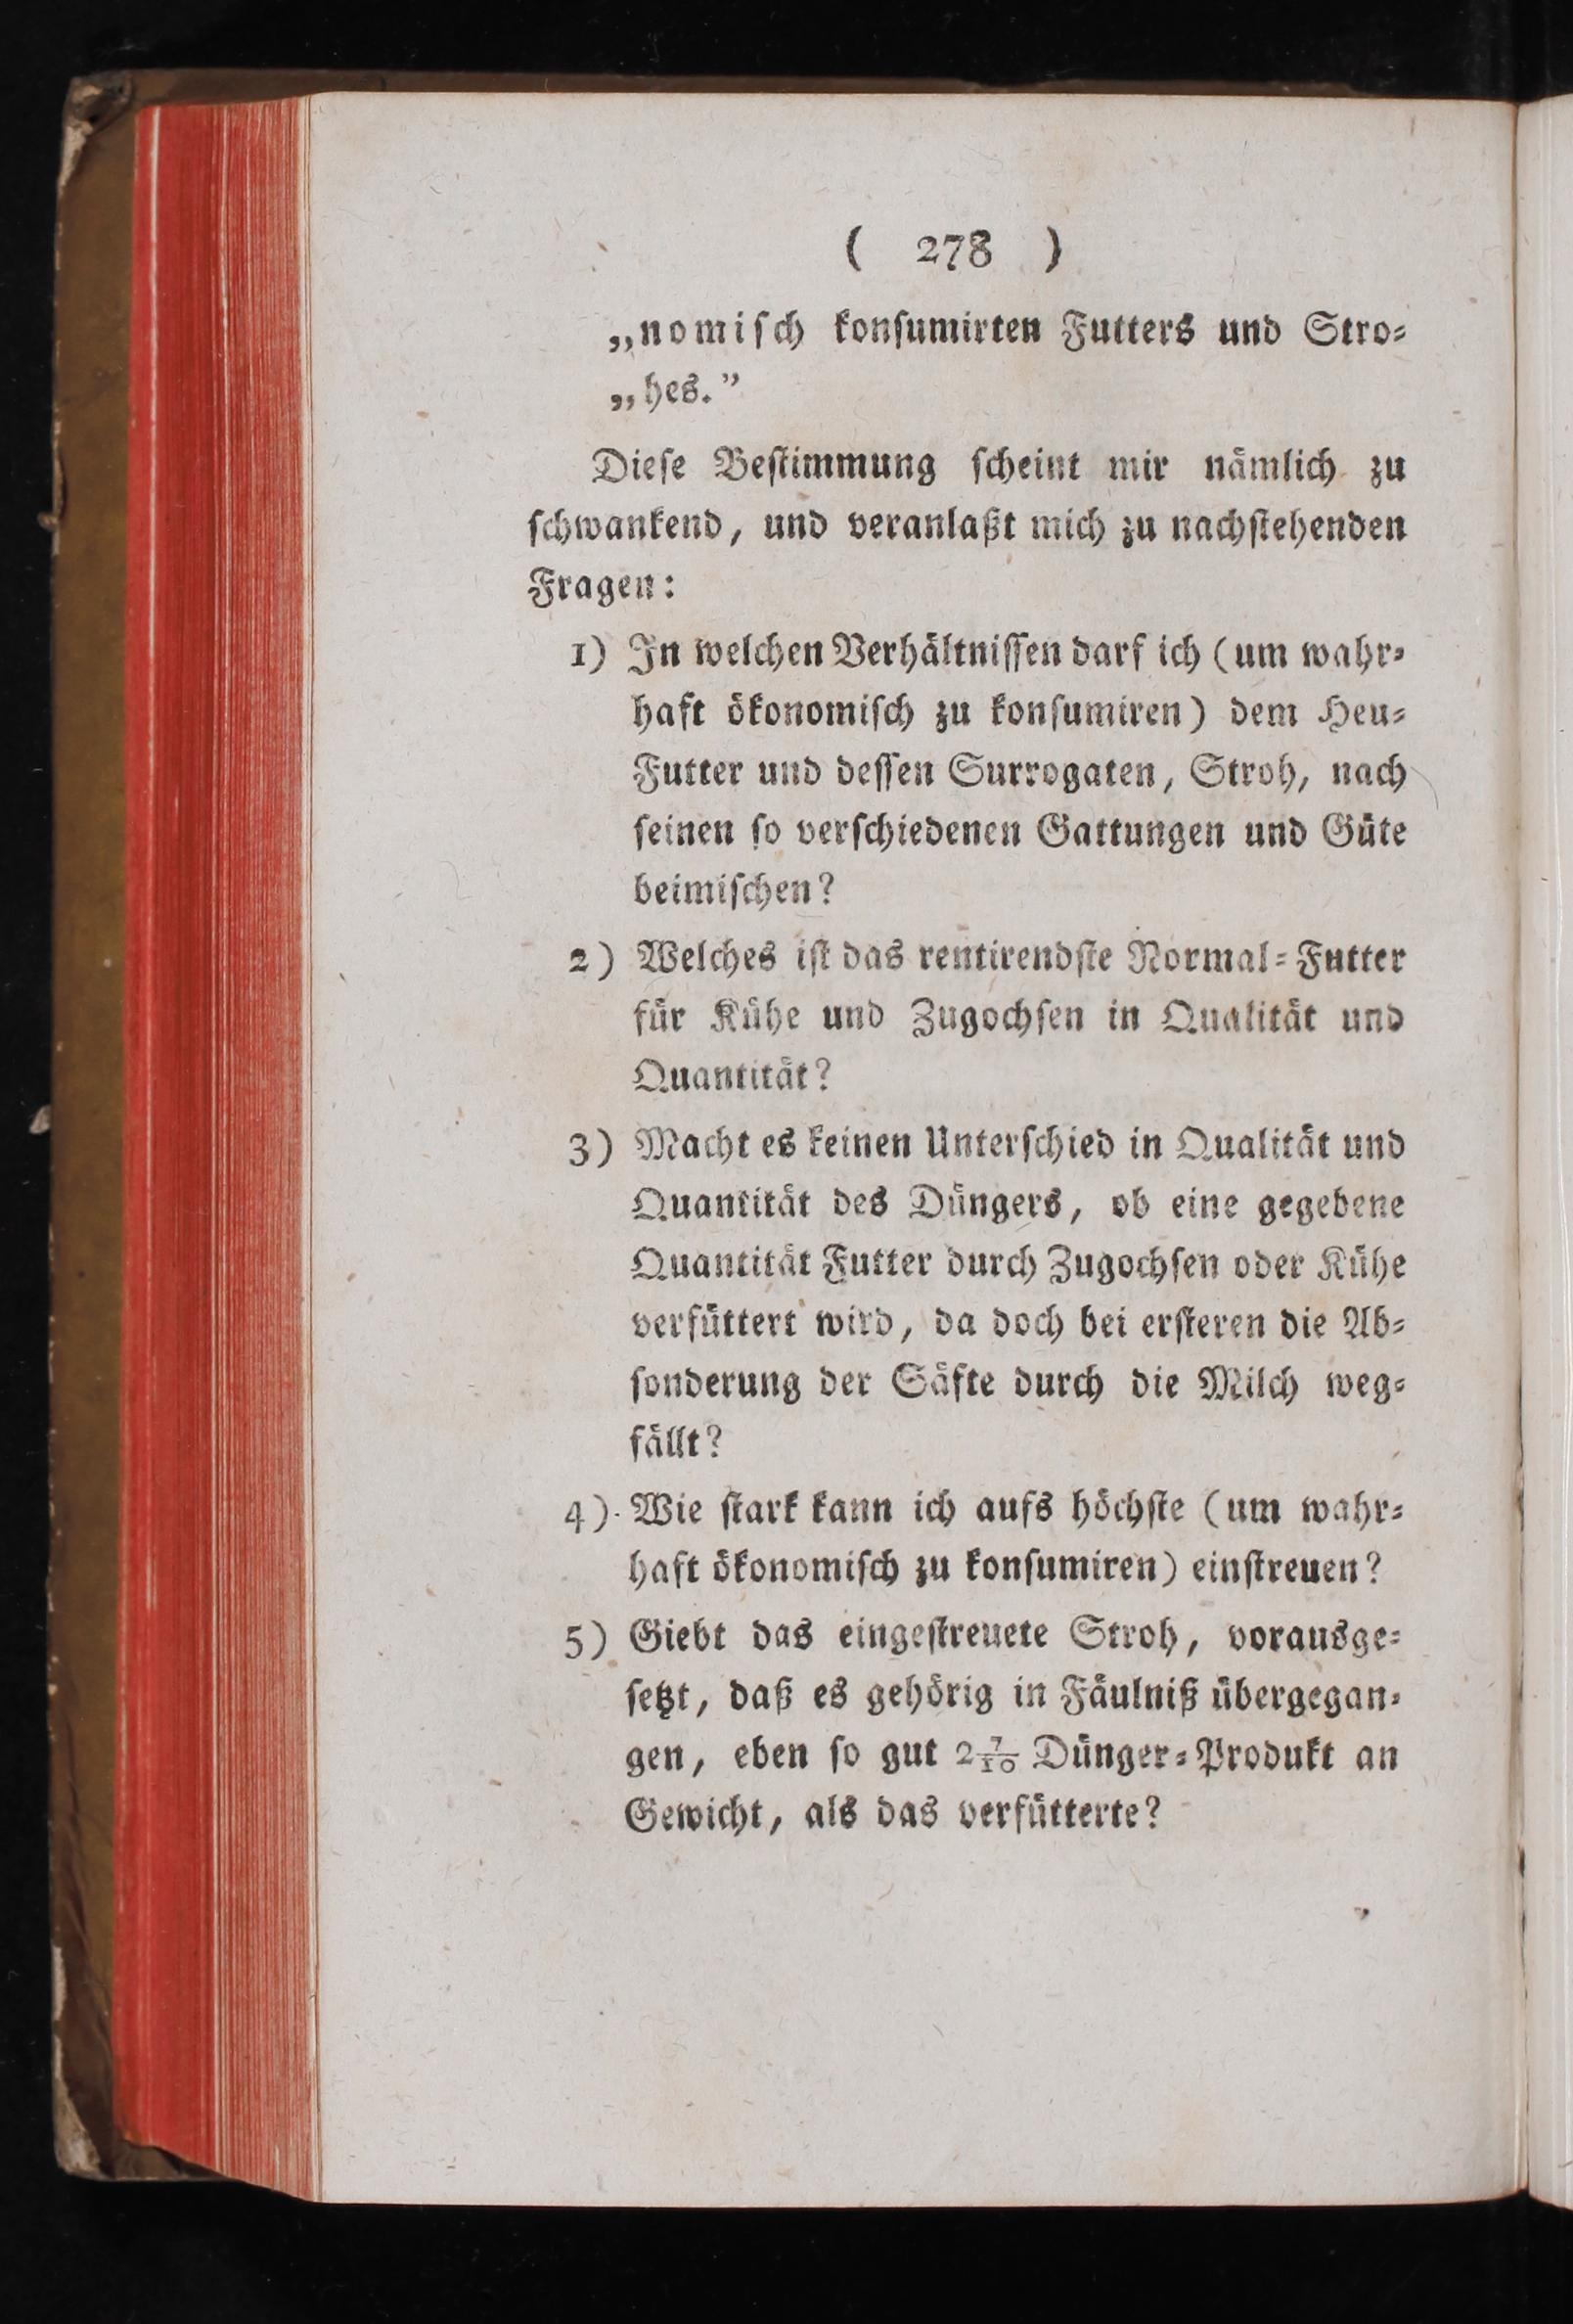 ( 278 )
„nomiſch konſumirten Futters und Stro⸗
„hes.”
Dieſe Beſtimmung ſcheint mir nämlich zu
ſchwankend, und veranlaßt mich zu nachſtehenden
Fragen:
1) In welchen Verhältniſſen darf ich (um wahr⸗
haft ökonomiſch zu konſumiren) dem Heu⸗
Futter und deſſen Surrogaten, Stroh, nach
ſeinen ſo verſchiedenen Gattungen und Güte
beimiſchen?
2) Welches iſt das rentirendſte Normal⸗Futter
für Kühe und Zugochſen in Qualität und
Quantität?
3) Macht es keinen Unterſchied in Qualität und
Quantität des Düngers, ob eine gegebene
Quantität Futter durch Zugochſen oder Kühe
verfüttert wird, da doch bei erſteren die Ab⸗
ſonderung der Säfte durch die Milch weg⸗
fällt?
4) Wie ſtark kann ich aufs höchſte (um wahr⸗
haft ökonomiſch zu konſumiren) einſtreuen?
5) Giebt das eingeſtreuete Stroh, vorausge⸗
ſetzt, daß es gehörig in Fäulniß übergegan⸗
gen, eben ſo gut 2 7/10 Dünger⸗Produkt an
Gewicht, als das verfütterte?